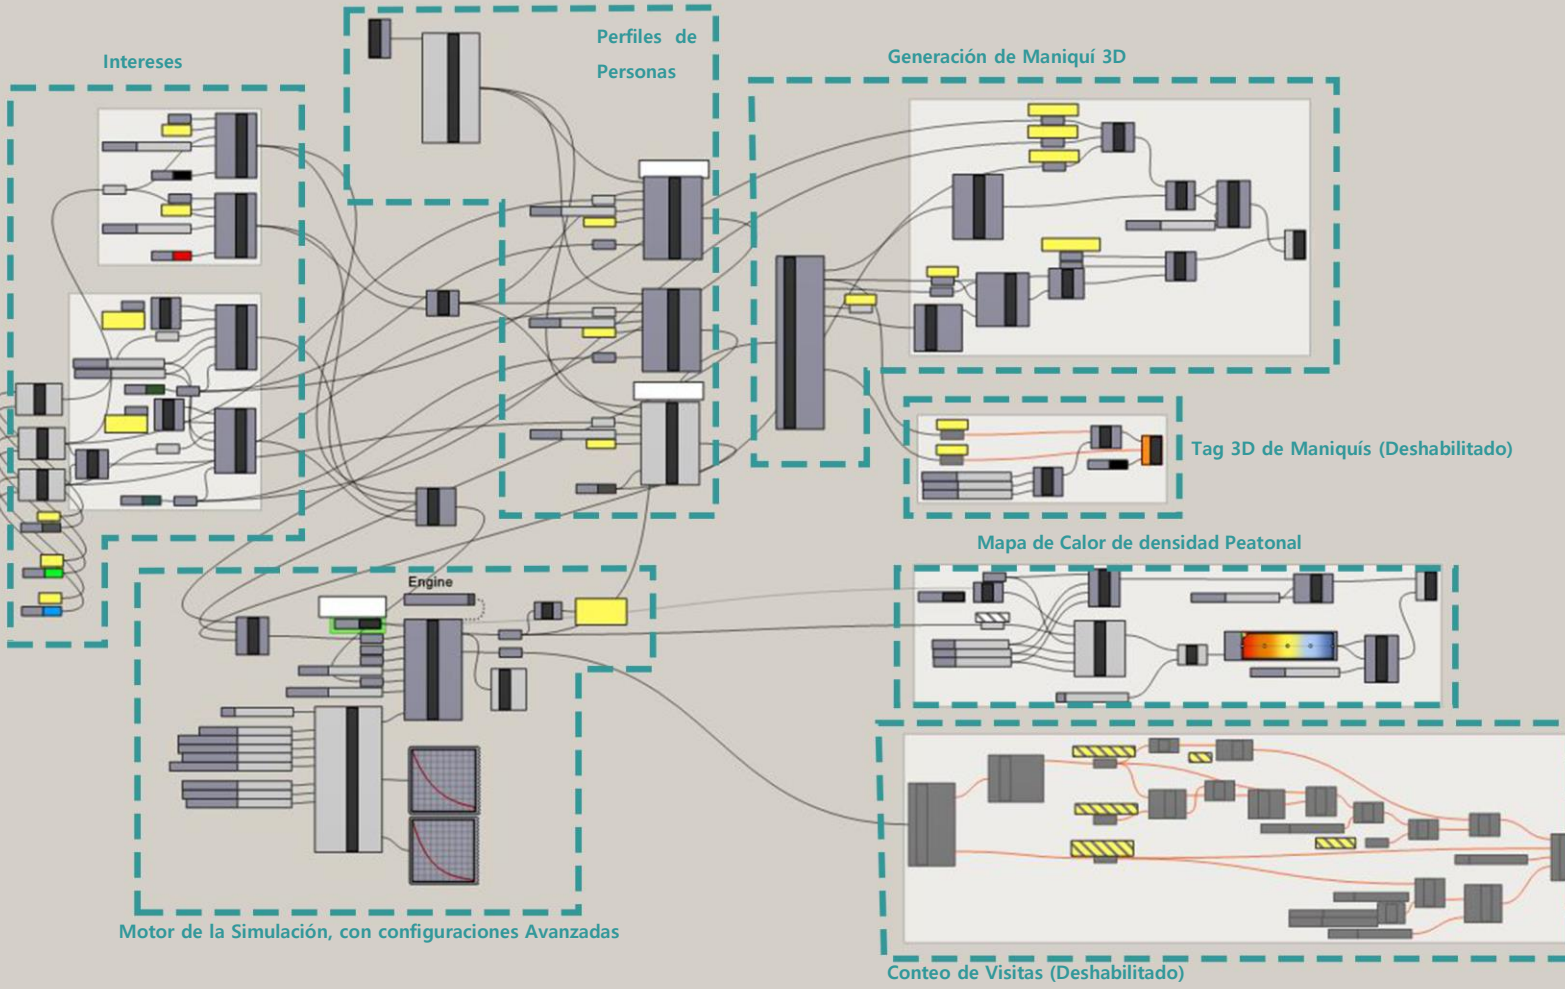 Intereses
Perfiles de
Personas
Generación de Maniquí 3D
Tag 3D de Maniquís (Deshabilitado)
Mapa de Calor de densidad Peatonal
Engine
Motor de la Simulación, con configuraciones Avanzadas
Conteo de Visitas (Deshabilitado)